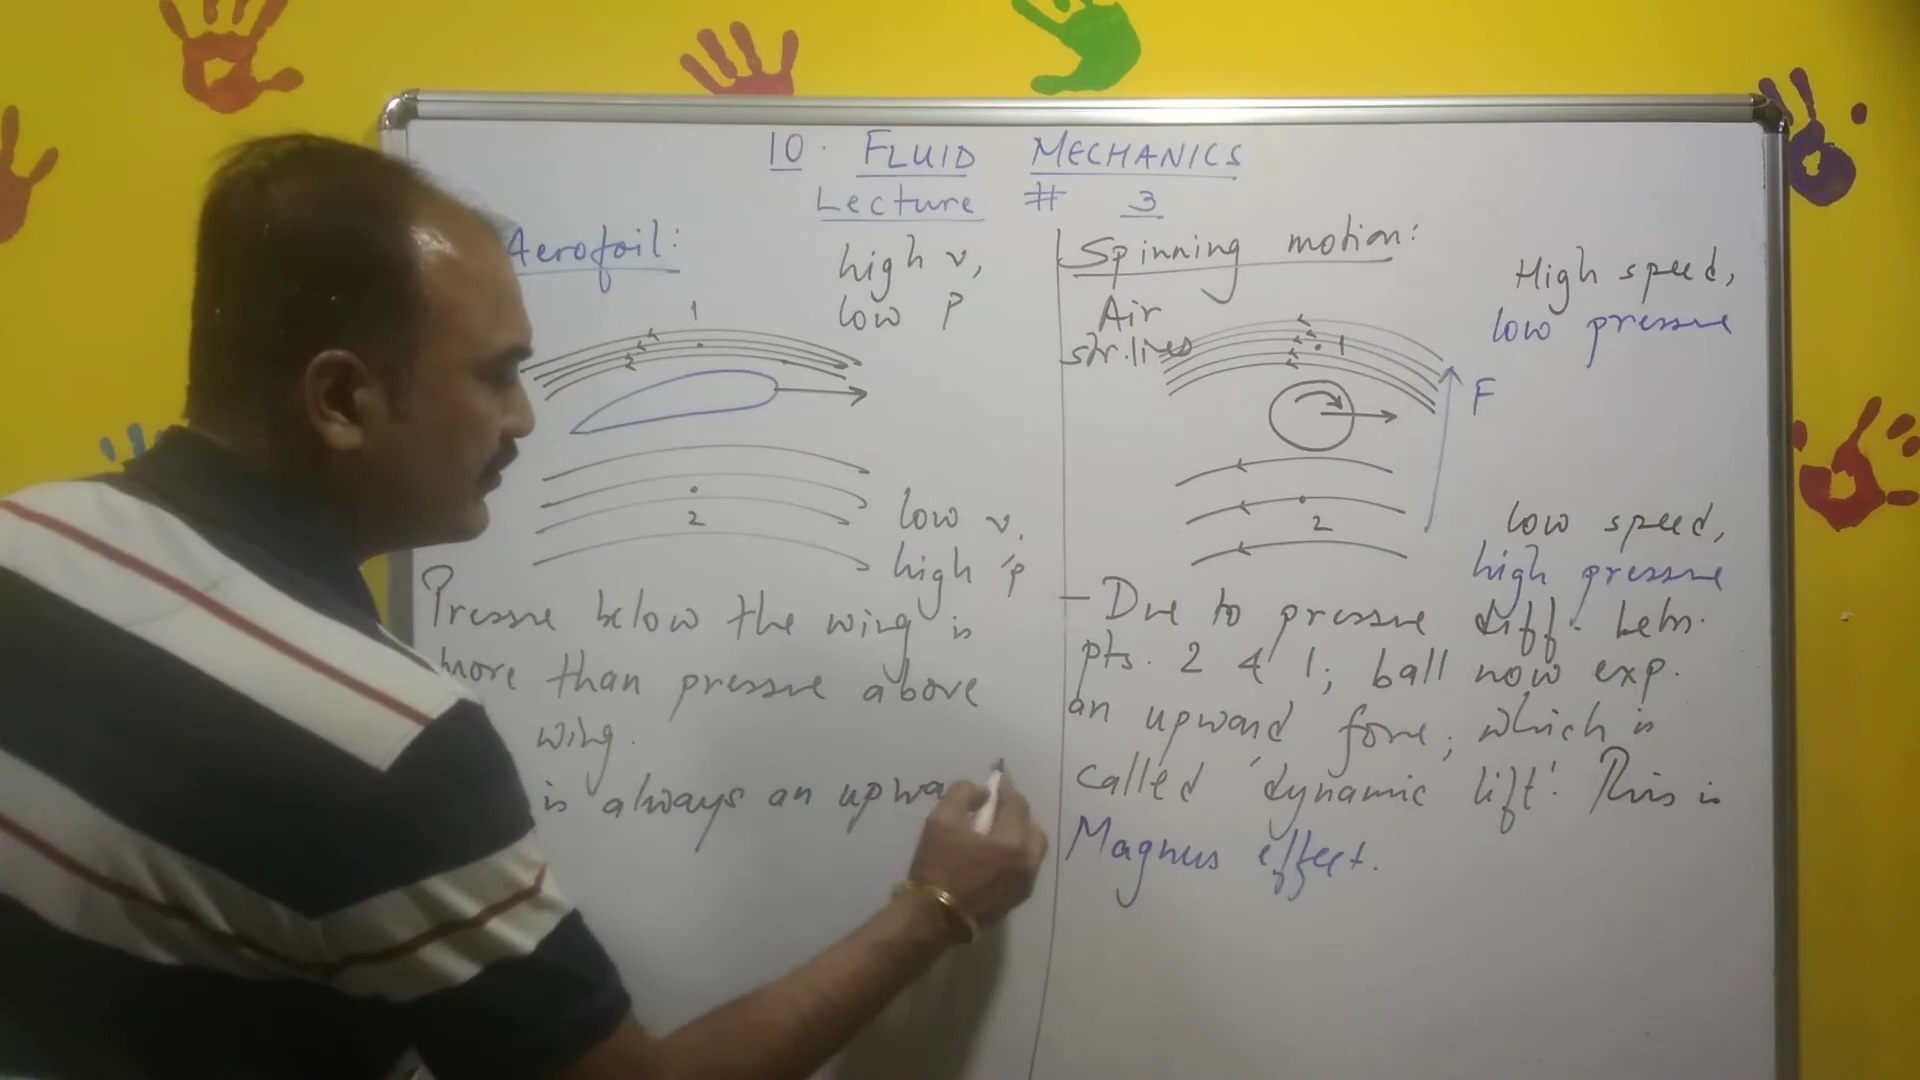 10. FLUID MECHANICS
Lecture # 3
Aerofoil:
high v,
low P
1
2
low v,
high p
Pressure below the wing is
more than pressure above
wing.
is always an upwa
Spinning motion:
Air
str. lines
High speed,
low pressure
1
F
2
low speed,
high pressure
- Due to pressure diff. betn.
pts. 2 & 1; ball now exp.
an upward force, which is
called 'dynamic lift'. This is
Magnus effect.